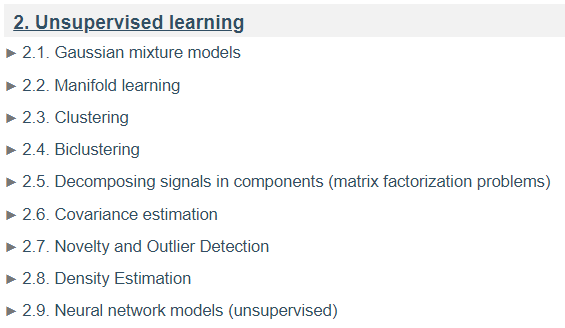 2. Unsupervised learning
2.1. Gaussian mixture models
2.2. Manifold learning
2.3. Clustering
2.4. Biclustering
2.5. Decomposing signals in components (matrix factorization problems)
2.6. Covariance estimation
2.7. Novelty and Outlier Detection
2.8. Density Estimation
2.9. Neural network models (unsupervised)